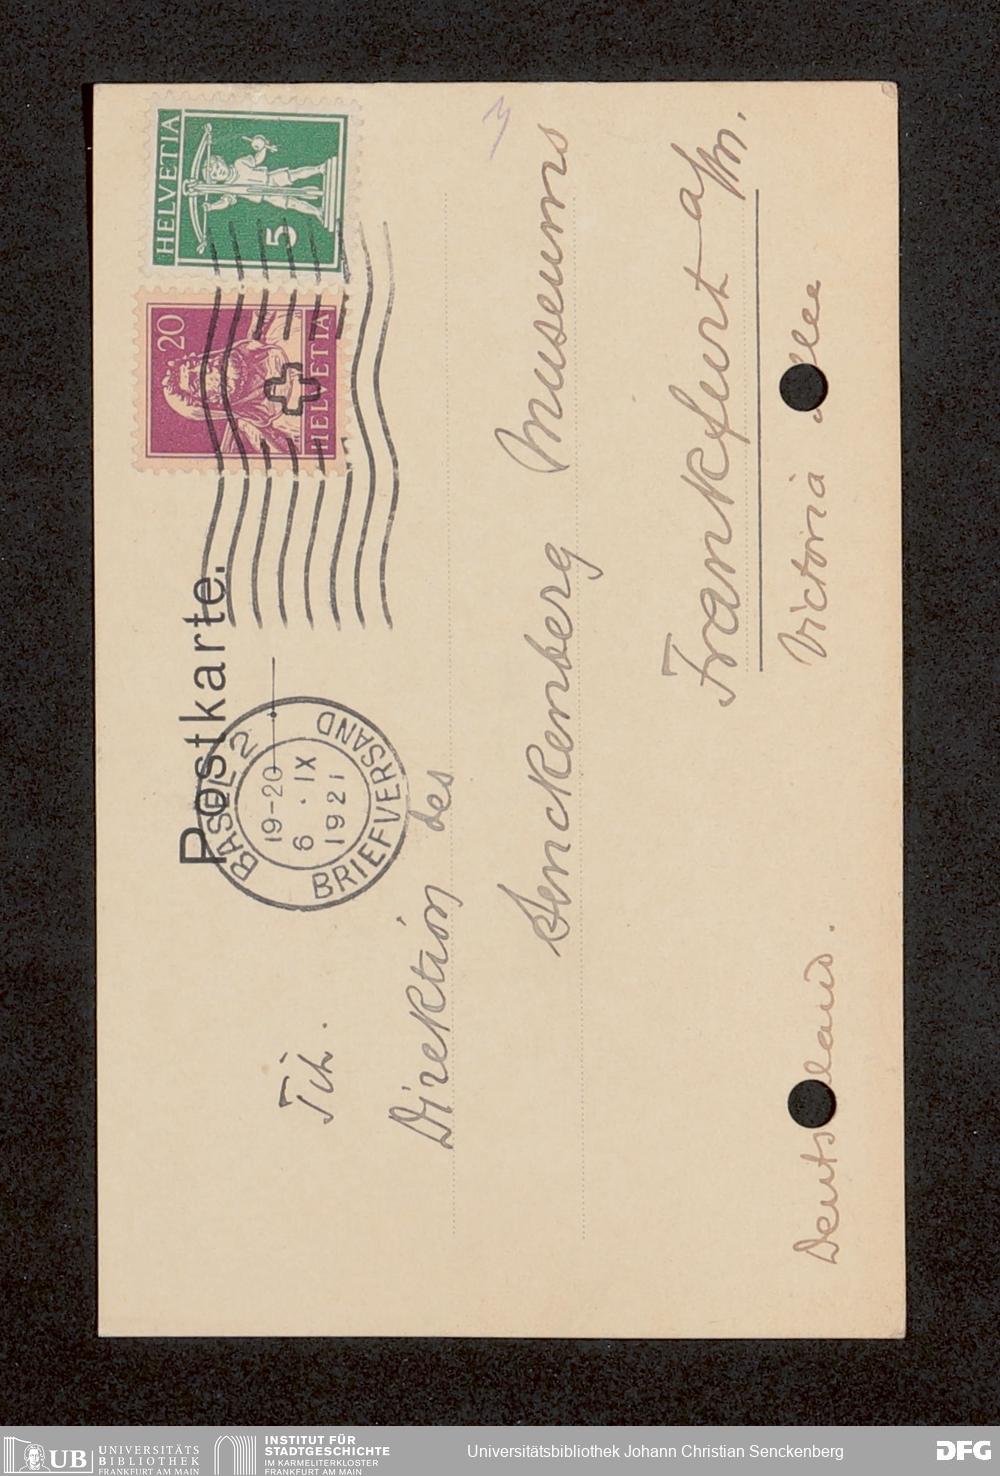 Postkarte.
HELVETIA
5
20
HELVETIA
BASEL 2
19-20
6 . IX
1921
BRIEFVERSAND
Tit.
Direktion des
Senckenberg Museums
Frankfurt a/M.
Victoria Allee
Deutschland.
UB UNIVERSITÄTS
BIBLIOTHEK
FRANKFURT AM MAIN
INSTITUT FÜR
STADTGESCHICHTE
IM KARMELITERKLOSTER
FRANKFURT AM MAIN
Universitätsbibliothek Johann Christian Senckenberg
DFG